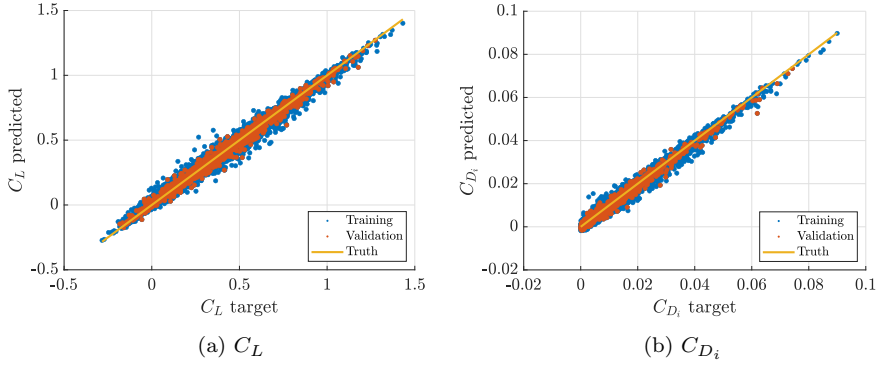 1.5
1
0.5
0
-0.5
C_L predicted
-0.5 0 0.5 1 1.5
C_L target
Training
Validation
Truth
(a) C_L
0.1
0.08
0.06
0.04
0.02
0
-0.02
C_{D_i} predicted
-0.02 0 0.02 0.04 0.06 0.08 0.1
C_{D_i} target
Training
Validation
Truth
(b) C_{D_i}